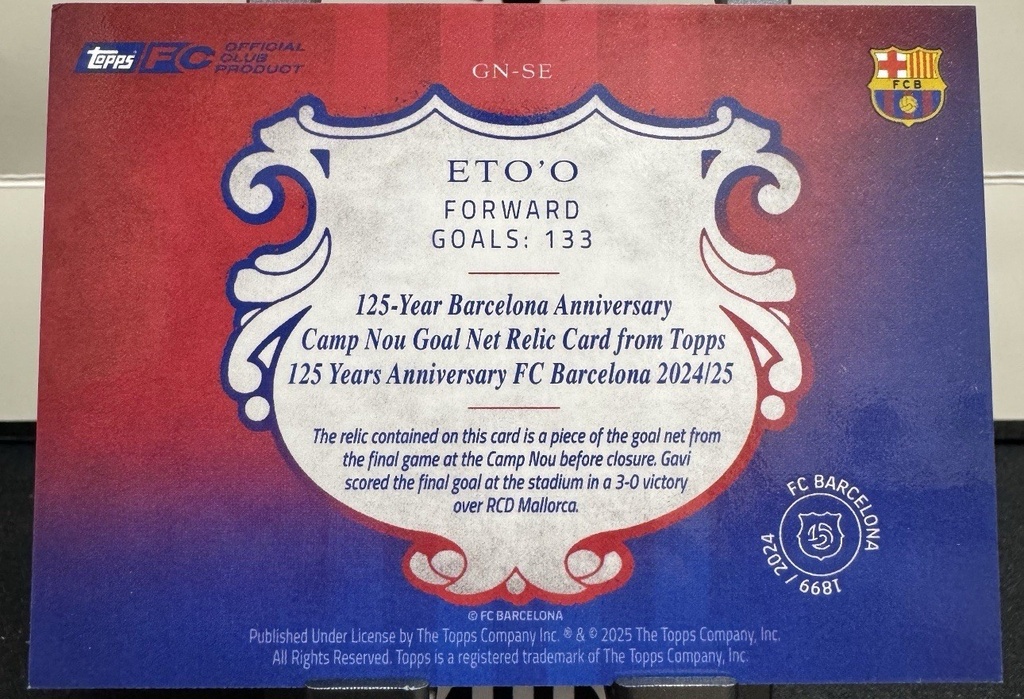 topps FC OFFICIAL
CLUB
PRODUCT
GN-SE
FCB
ETO'O
FORWARD
GOALS: 133
125-Year Barcelona Anniversary
Camp Nou Goal Net Relic Card from Topps
125 Years Anniversary FC Barcelona 2024/25
The relic contained on this card is a piece of the goal net from
the final game at the Camp Nou before closure. Gavi
scored the final goal at the stadium in a 3-0 victory
over RCD Mallorca.
FC BARCELONA
1899 / 2024
© FC BARCELONA
Published Under License by The Topps Company Inc. ® & © 2025 The Topps Company, Inc.
All Rights Reserved. Topps is a registered trademark of The Topps Company, Inc.